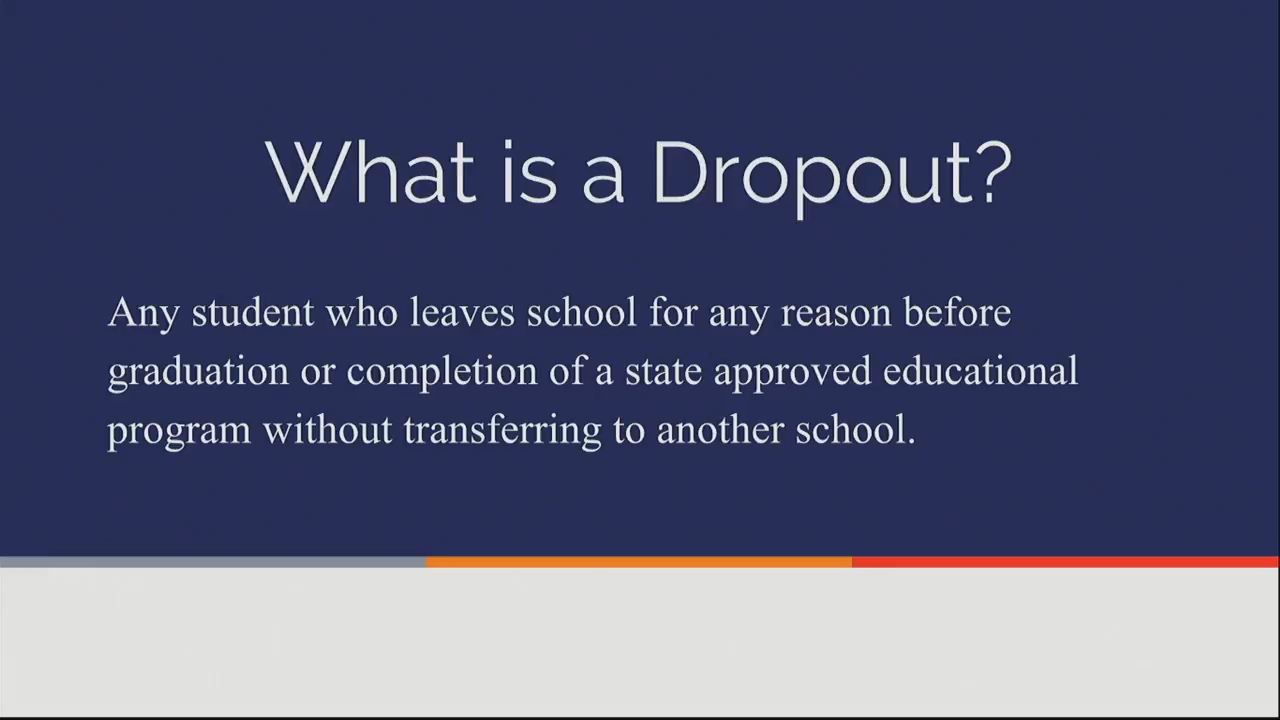 What is a Dropout?
Any student who leaves school for any reason before
graduation or completion of a state approved educational
program without transferring to another school.